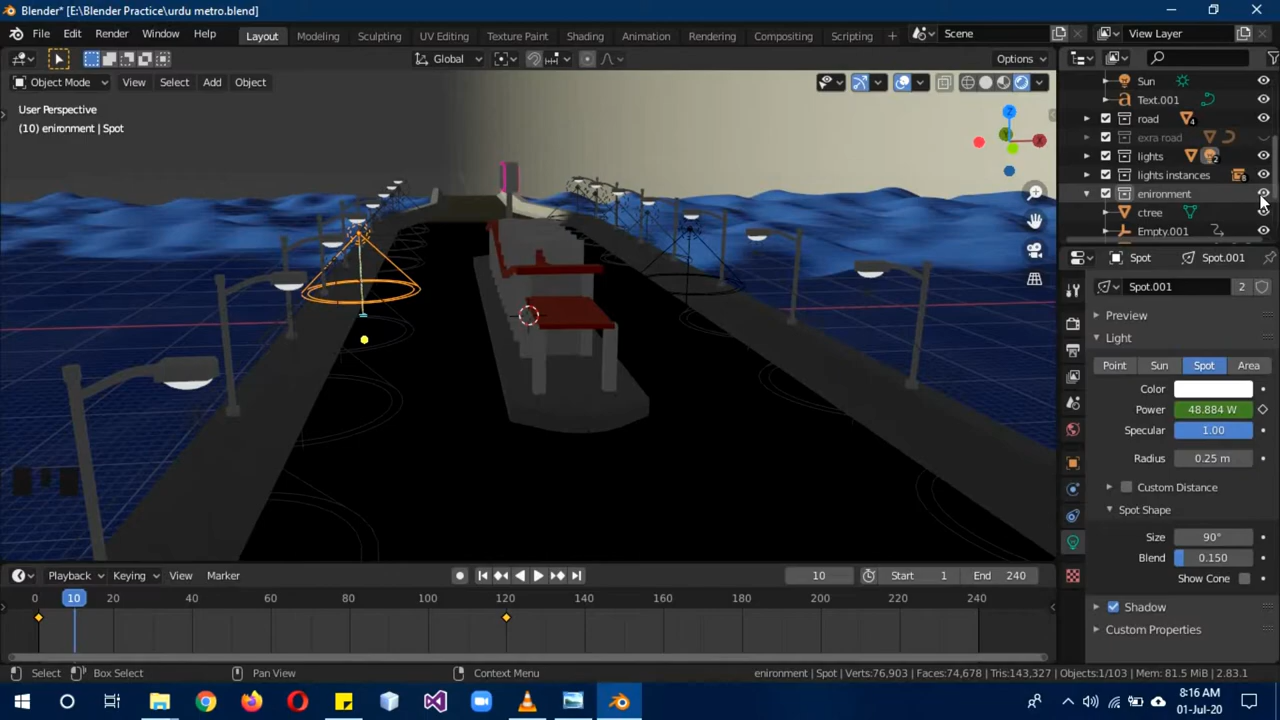 Blender* [E:\Blender Practice\urdu metro.blend]
File Edit Render Window Help Layout Modeling Sculpting UV Editing Texture Paint Shading Animation Rendering Compositing Scripting Scene View Layer
Global Options
Object Mode View Select Add Object
User Perspective
(10) enironment | Spot
Z
X
Sun
Text.001
road 4
exra road
lights 2
lights instances 8
enironment
ctree
Empty.001
Spot Spot.001
Spot.001 2
Preview
Light
Point Sun Spot Area
Color
Power 48.884 W
Specular 1.00
Radius 0.25 m
Custom Distance
Spot Shape
Size 90°
Blend 0.150
Show Cone
Shadow
Custom Properties
Playback Keying View Marker 10 Start 1 End 240
0 10 20 40 60 80 100 120 140 160 180 200 220 240
Select Box Select Pan View Context Menu enironment | Spot | Verts:76,903 | Faces:74,678 | Tris:143,327 | Objects:1/103 | Mem: 81.5 MiB | 2.83.1
8:16 AM
01-Jul-20